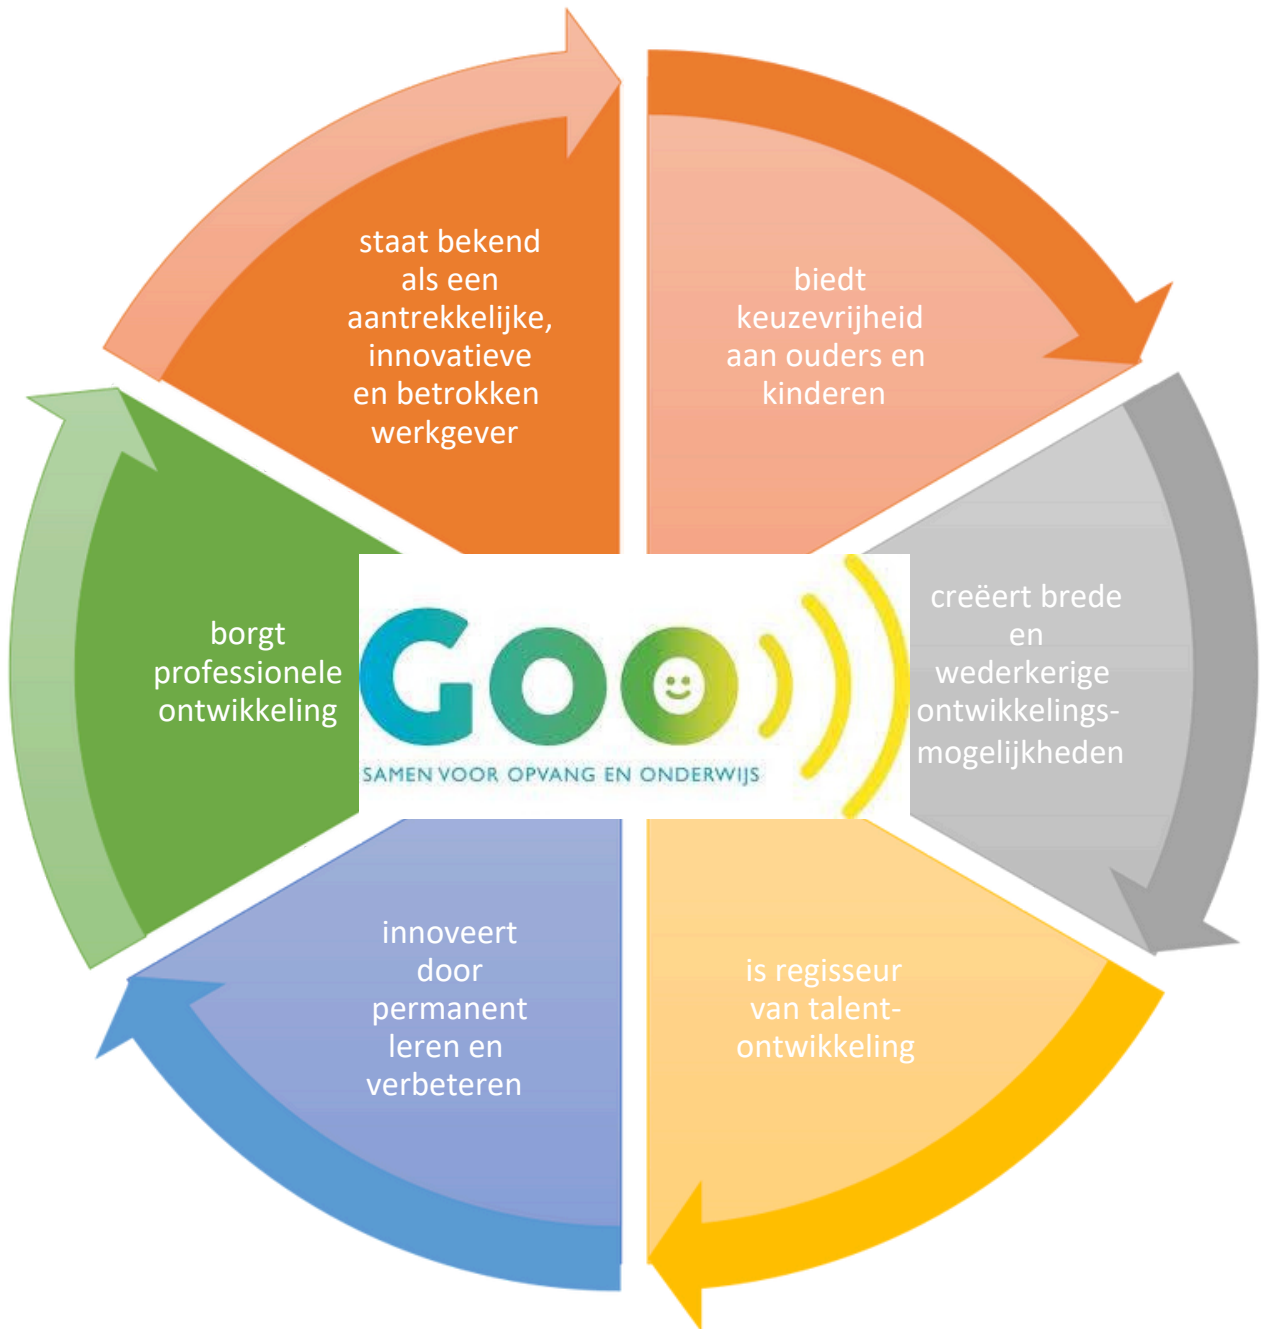 staat bekend
als een
aantrekkelijke,
innovatieve
en betrokken
werkgever
biedt
keuzevrijheid
aan ouders en
kinderen
creëert brede
en
wederkerige
ontwikkelings-
mogelijkheden
is regisseur
van talent-
ontwikkeling
innoveert
door
permanent
leren en
verbeteren
borgt
professionele
ontwikkeling
GOO
SAMEN VOOR OPVANG EN ONDERWIJS